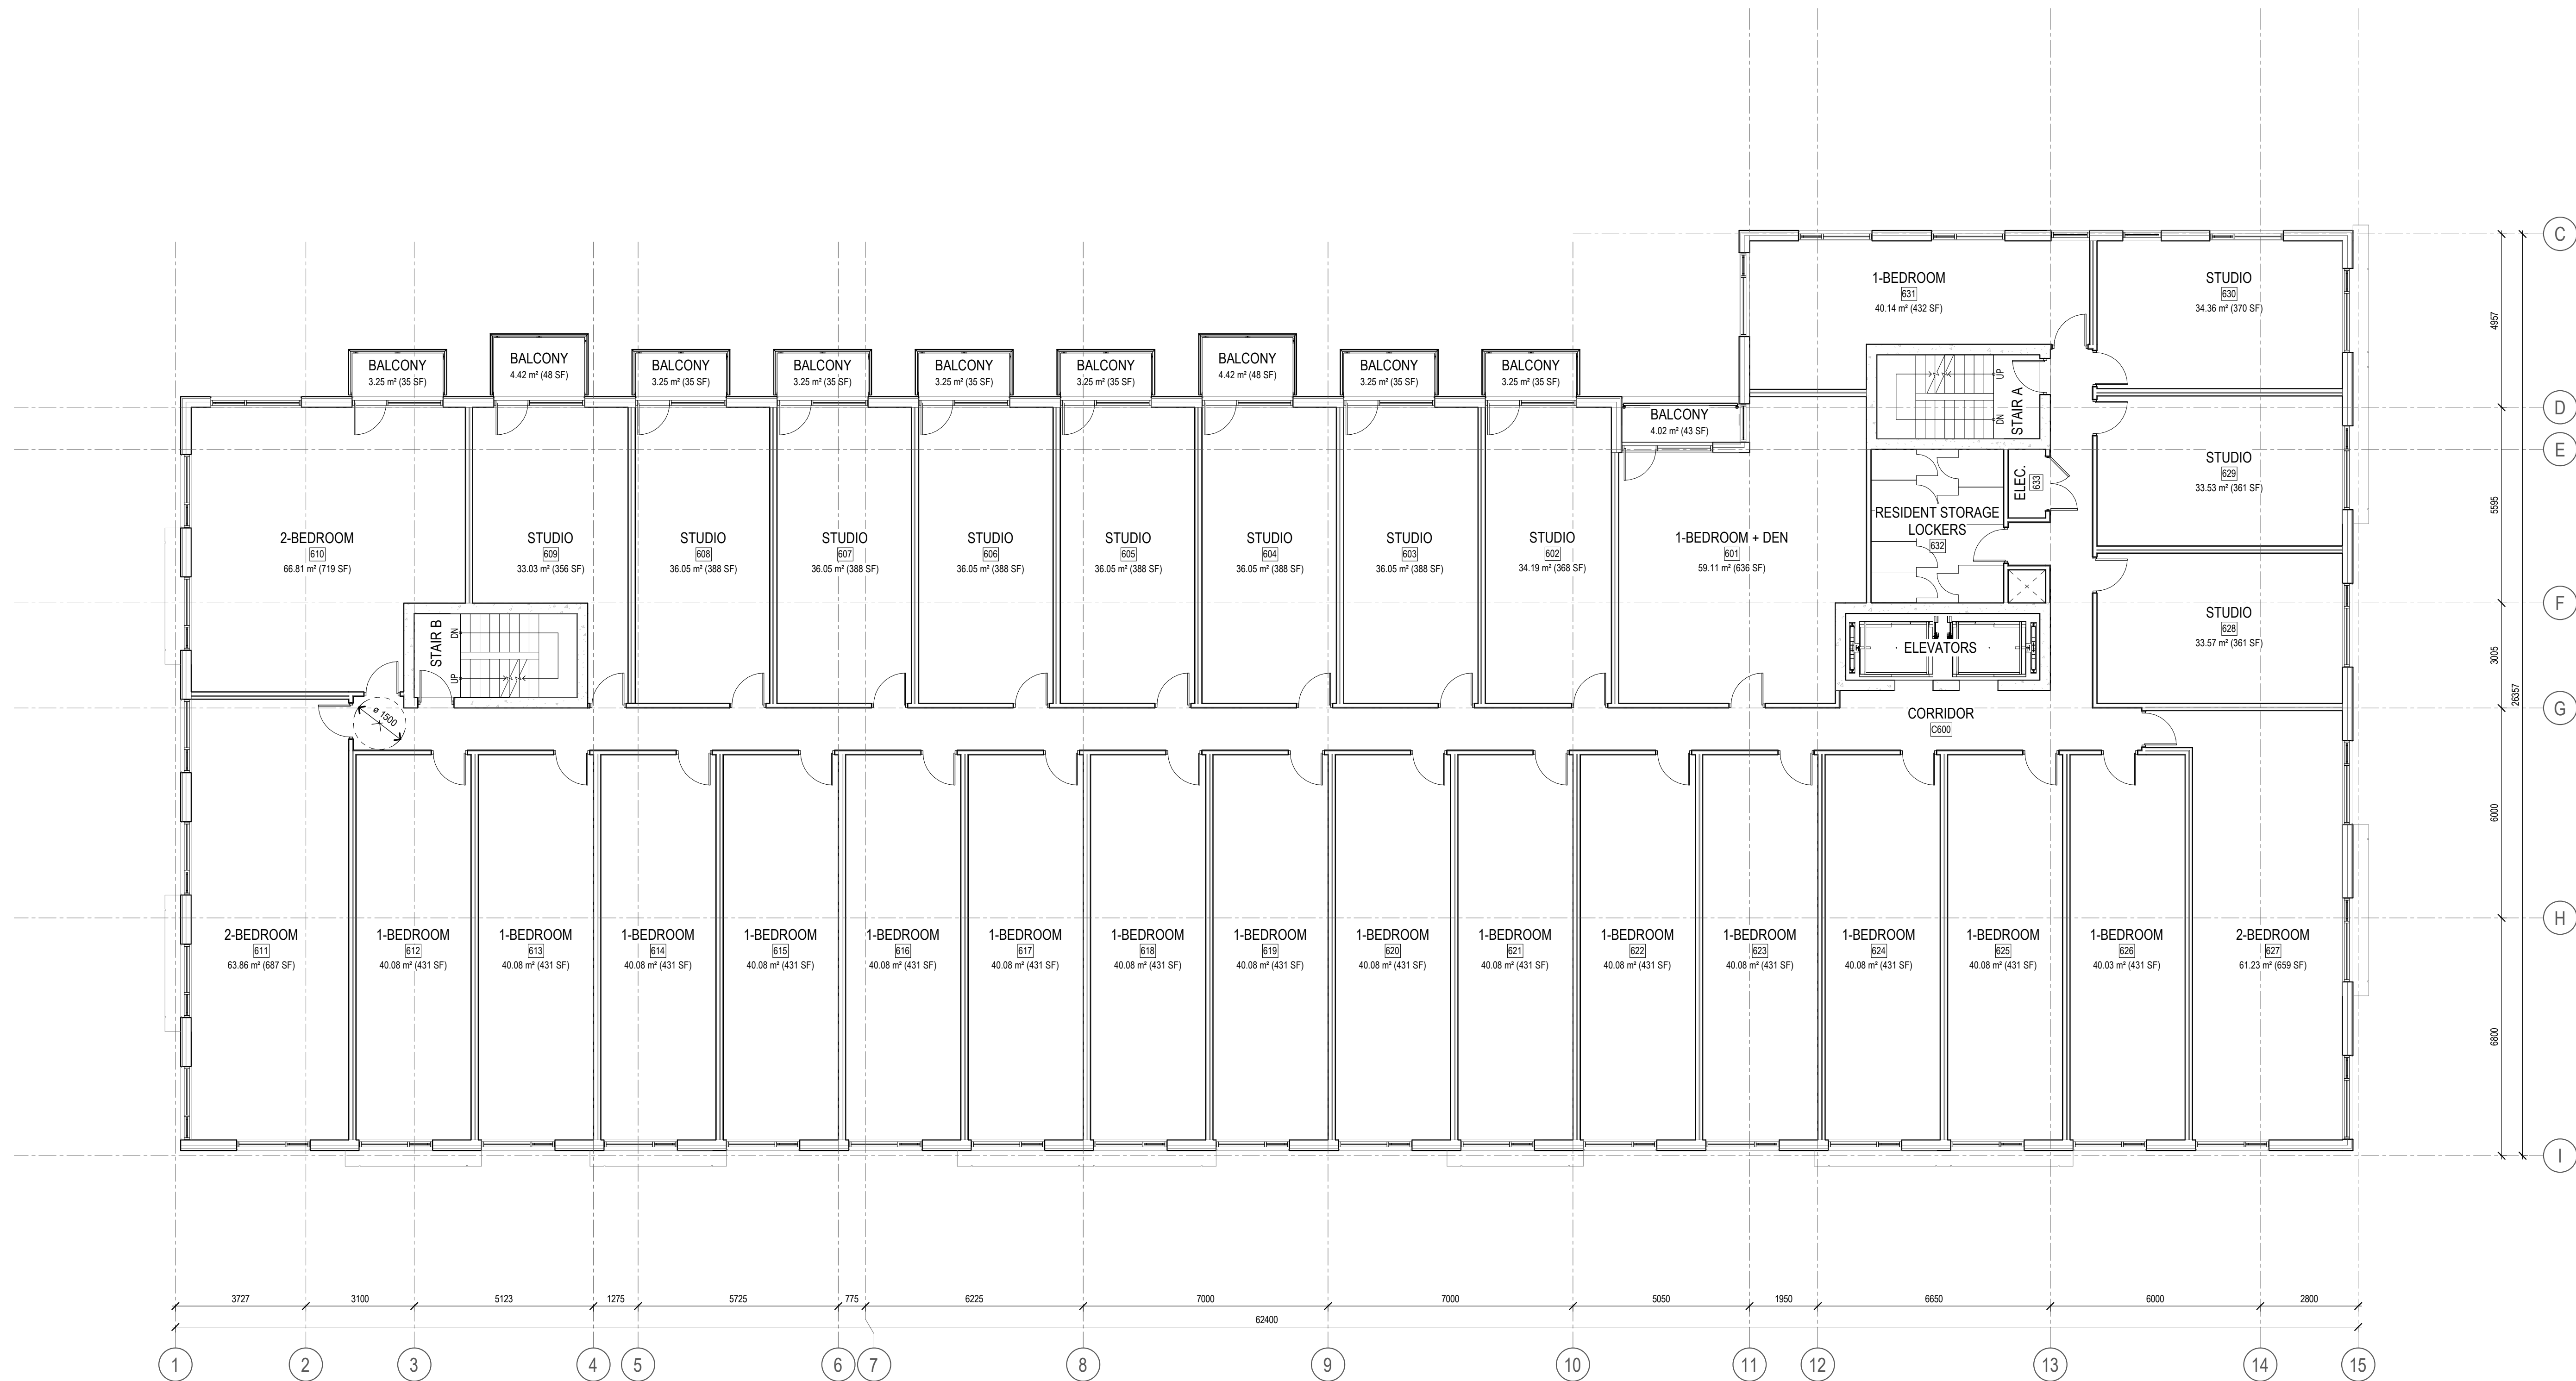 C
1-BEDROOM
631
40.14 m² (432 SF)
STUDIO
630
34.36 m² (370 SF)
4957
BALCONY
3.25 m² (35 SF)
BALCONY
4.42 m² (48 SF)
BALCONY
3.25 m² (35 SF)
BALCONY
3.25 m² (35 SF)
BALCONY
3.25 m² (35 SF)
BALCONY
3.25 m² (35 SF)
BALCONY
4.42 m² (48 SF)
BALCONY
3.25 m² (35 SF)
BALCONY
3.25 m² (35 SF)
BALCONY
4.02 m² (43 SF)
UP
DN
STAIR A
D
E
2-BEDROOM
610
66.81 m² (719 SF)
STUDIO
609
33.03 m² (356 SF)
STUDIO
608
36.05 m² (388 SF)
STUDIO
607
36.05 m² (388 SF)
STUDIO
606
36.05 m² (388 SF)
STUDIO
605
36.05 m² (388 SF)
STUDIO
604
36.05 m² (388 SF)
STUDIO
603
36.05 m² (388 SF)
STUDIO
602
34.19 m² (368 SF)
1-BEDROOM + DEN
601
59.11 m² (636 SF)
RESIDENT STORAGE
LOCKERS
632
ELEC.
633
STUDIO
629
33.53 m² (361 SF)
5595
F
STAIR B
DN
UP
ELEVATORS
STUDIO
628
33.57 m² (361 SF)
3005
26357
ø 1500
CORRIDOR
C600
G
6000
H
2-BEDROOM
611
63.86 m² (687 SF)
1-BEDROOM
612
40.08 m² (431 SF)
1-BEDROOM
613
40.08 m² (431 SF)
1-BEDROOM
614
40.08 m² (431 SF)
1-BEDROOM
615
40.08 m² (431 SF)
1-BEDROOM
616
40.08 m² (431 SF)
1-BEDROOM
617
40.08 m² (431 SF)
1-BEDROOM
618
40.08 m² (431 SF)
1-BEDROOM
619
40.08 m² (431 SF)
1-BEDROOM
620
40.08 m² (431 SF)
1-BEDROOM
621
40.08 m² (431 SF)
1-BEDROOM
622
40.08 m² (431 SF)
1-BEDROOM
623
40.08 m² (431 SF)
1-BEDROOM
624
40.08 m² (431 SF)
1-BEDROOM
625
40.08 m² (431 SF)
1-BEDROOM
626
40.03 m² (431 SF)
2-BEDROOM
627
61.23 m² (659 SF)
6800
I
3727
3100
5123
1275
5725
775
6225
7000
7000
5050
1950
6650
6000
2800
62400
1
2
3
4
5
6
7
8
9
10
11
12
13
14
15